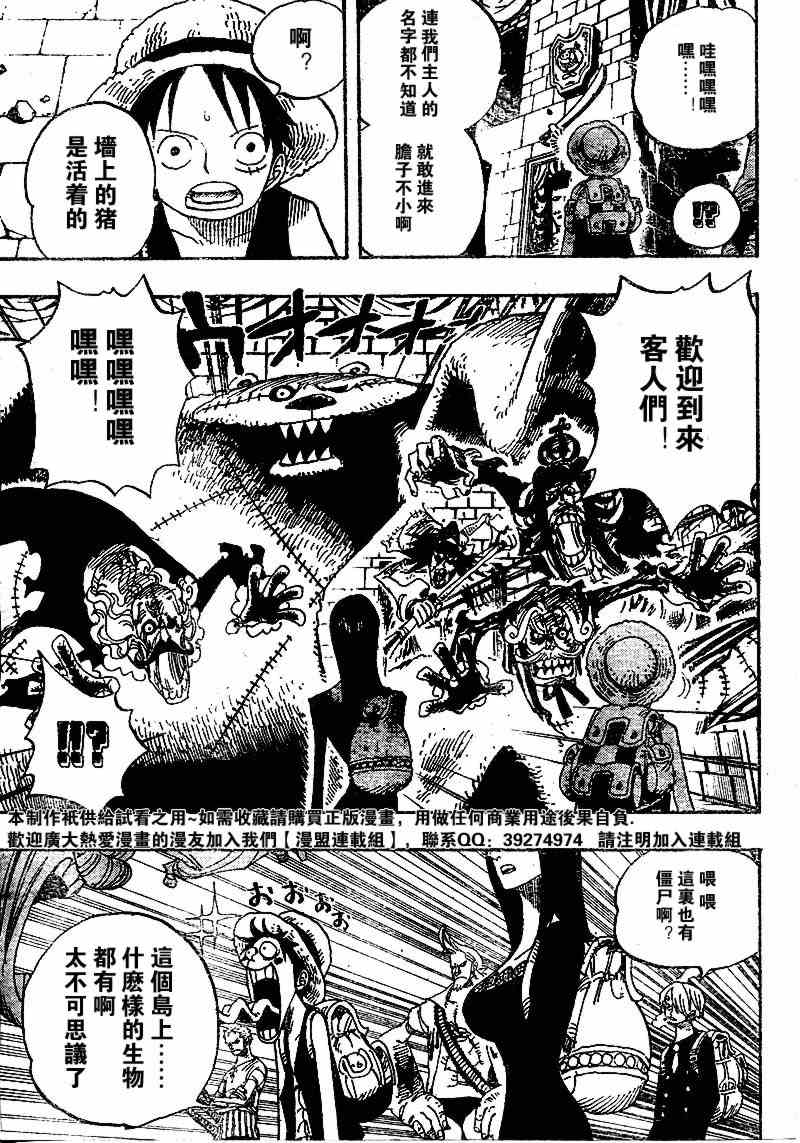 哇嘿嘿嘿
嘿……!
!?
連我們主人的
名字都不知道
就敢進來
膽子不小啊
啊?
墻上的猪
是活着的
歡迎到來
客人們!
ウオオオオ
嘿嘿嘿嘿
嘿嘿!
!!?
本制作衹供給試看之用~如需收藏請購買正版漫畫，用做任何商業用途後果自負.
歡迎廣大熱愛漫畫的漫友加入我們【漫盟連載組】，聯系QQ：39274974 請注明加入連載組
喂喂
這裏也有
僵尸啊?
おおおお
這個島上……
什麽樣的生物
都有啊
太不可思議了